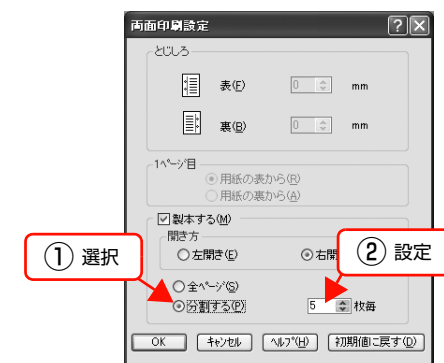 両面印刷設定
とじしろ
表(F) 0 mm
裏(B) 0 mm
1ページ目
用紙の表から(R)
用紙の裏から(A)
製本する(M)
開き方
左開き(E) 右開
① 選択
② 設定
全ページ(S)
分割する(P) 5 枚毎
OK キャンセル ヘルプ(H) 初期値に戻す(D)